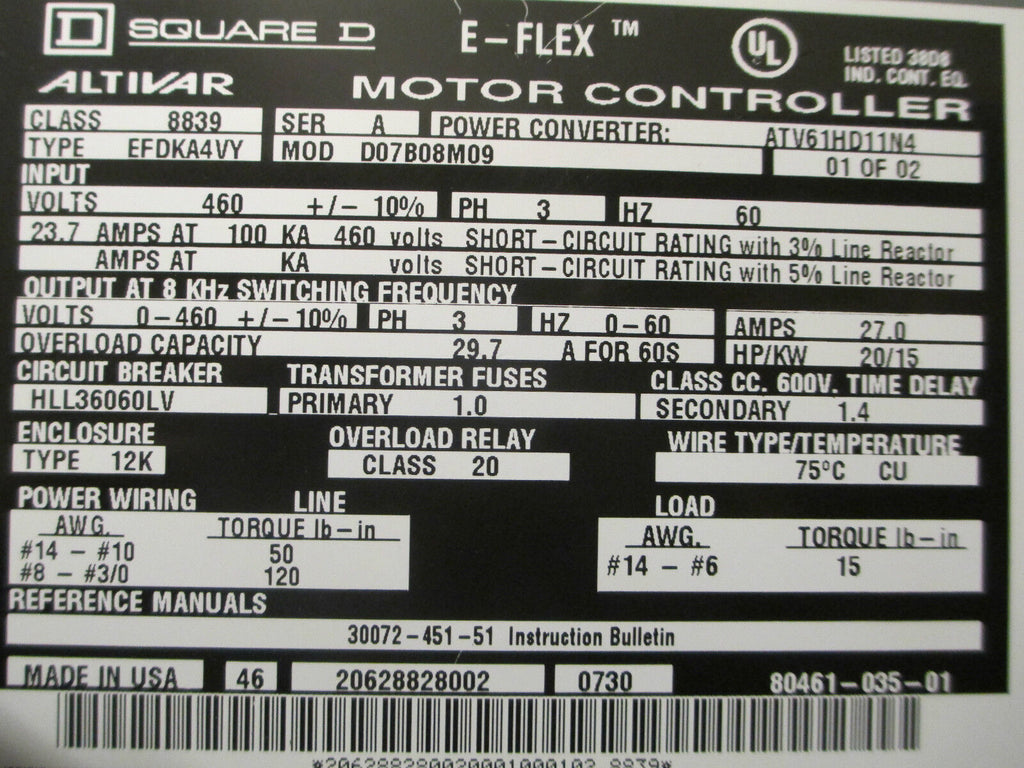 D SQUARE D E-FLEX ™ UL LISTED 38D8
IND. CONT. EQ.
ALTIVAR MOTOR CONTROLLER
CLASS 8839 SER A POWER CONVERTER: ATV61HD11N4
TYPE EFDKA4VY MOD D07B08M09 01 OF 02
INPUT
VOLTS 460 +/- 10% PH 3 HZ 60
23.7 AMPS AT 100 KA 460 volts SHORT-CIRCUIT RATING with 3% Line Reactor
AMPS AT KA volts SHORT-CIRCUIT RATING with 5% Line Reactor
OUTPUT AT 8 KHz SWITCHING FREQUENCY
VOLTS 0-460 +/-10% PH 3 HZ 0-60 AMPS 27.0
OVERLOAD CAPACITY 29.7 A FOR 60S HP/KW 20/15
CIRCUIT BREAKER TRANSFORMER FUSES CLASS CC. 600V. TIME DELAY
HLL36060LV PRIMARY 1.0 SECONDARY 1.4
ENCLOSURE OVERLOAD RELAY WIRE TYPE/TEMPERATURE
TYPE 12K CLASS 20 75°C CU
POWER WIRING LINE LOAD
AWG. TORQUE lb-in AWG. TORQUE lb-in
#14 - #10 50 #14 - #6 15
#8 - #3/0 120
REFERENCE MANUALS
30072-451-51 Instruction Bulletin
MADE IN USA 46 20628828002 0730 80461-035-01
*206288280020001000102 8839*